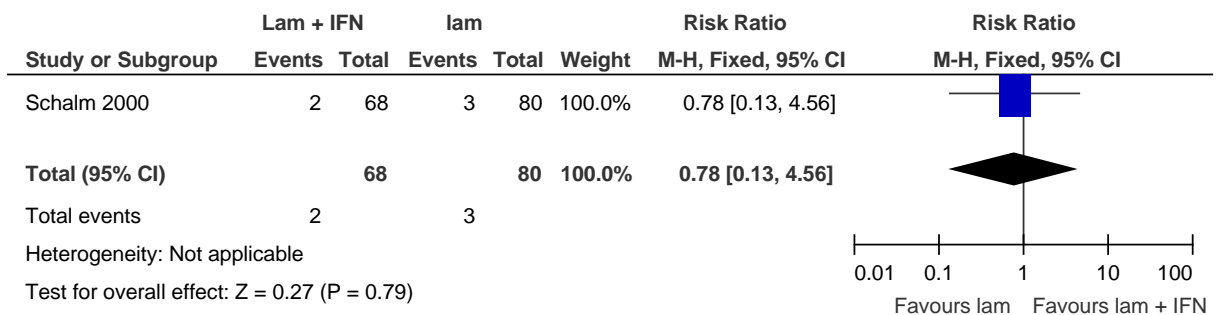 Lam + IFN lam Risk Ratio Risk Ratio
Study or Subgroup Events Total Events Total Weight M-H, Fixed, 95% CI M-H, Fixed, 95% CI
Schalm 2000 2 68 3 80 100.0% 0.78 [0.13, 4.56]
Total (95% CI) 68 80 100.0% 0.78 [0.13, 4.56]
Total events 2 3
Heterogeneity: Not applicable
Test for overall effect: Z = 0.27 (P = 0.79)
0.01 0.1 1 10 100
Favours lam Favours lam + IFN